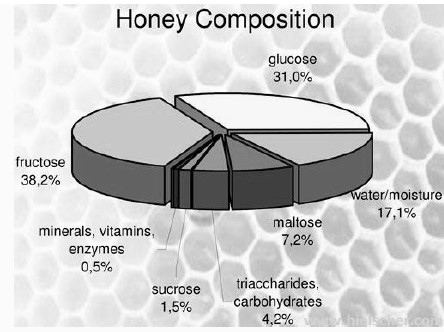 Honey Composition
glucose
31,0%
fructose
38,2%
water/moisture
17,1%
maltose
7,2%
minerals, vitamins,
enzymes
0,5%
sucrose
1,5%
triaccharides,
carbohydrates
4,2%